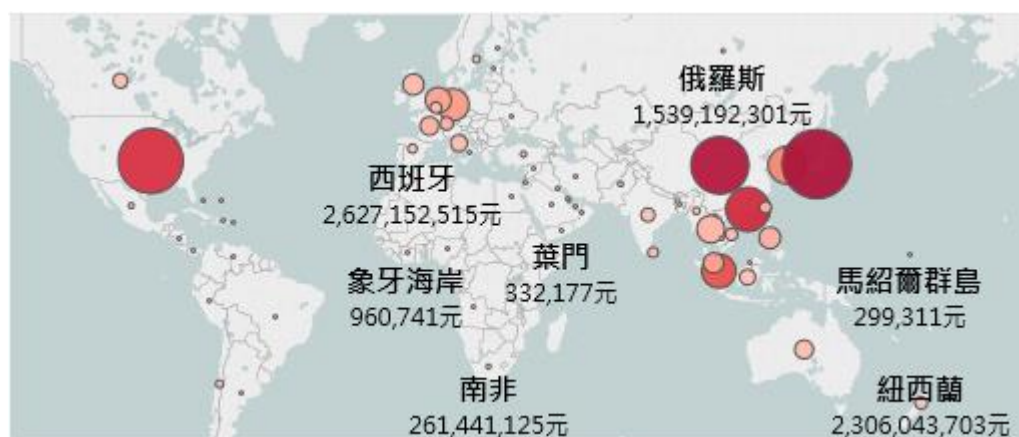 俄羅斯
1,539,192,301元
西班牙
2,627,152,515元
葉門
332,177元
象牙海岸
960,741元
馬紹爾群島
299,311元
南非
261,441,125元
紐西蘭
2,306,043,703元